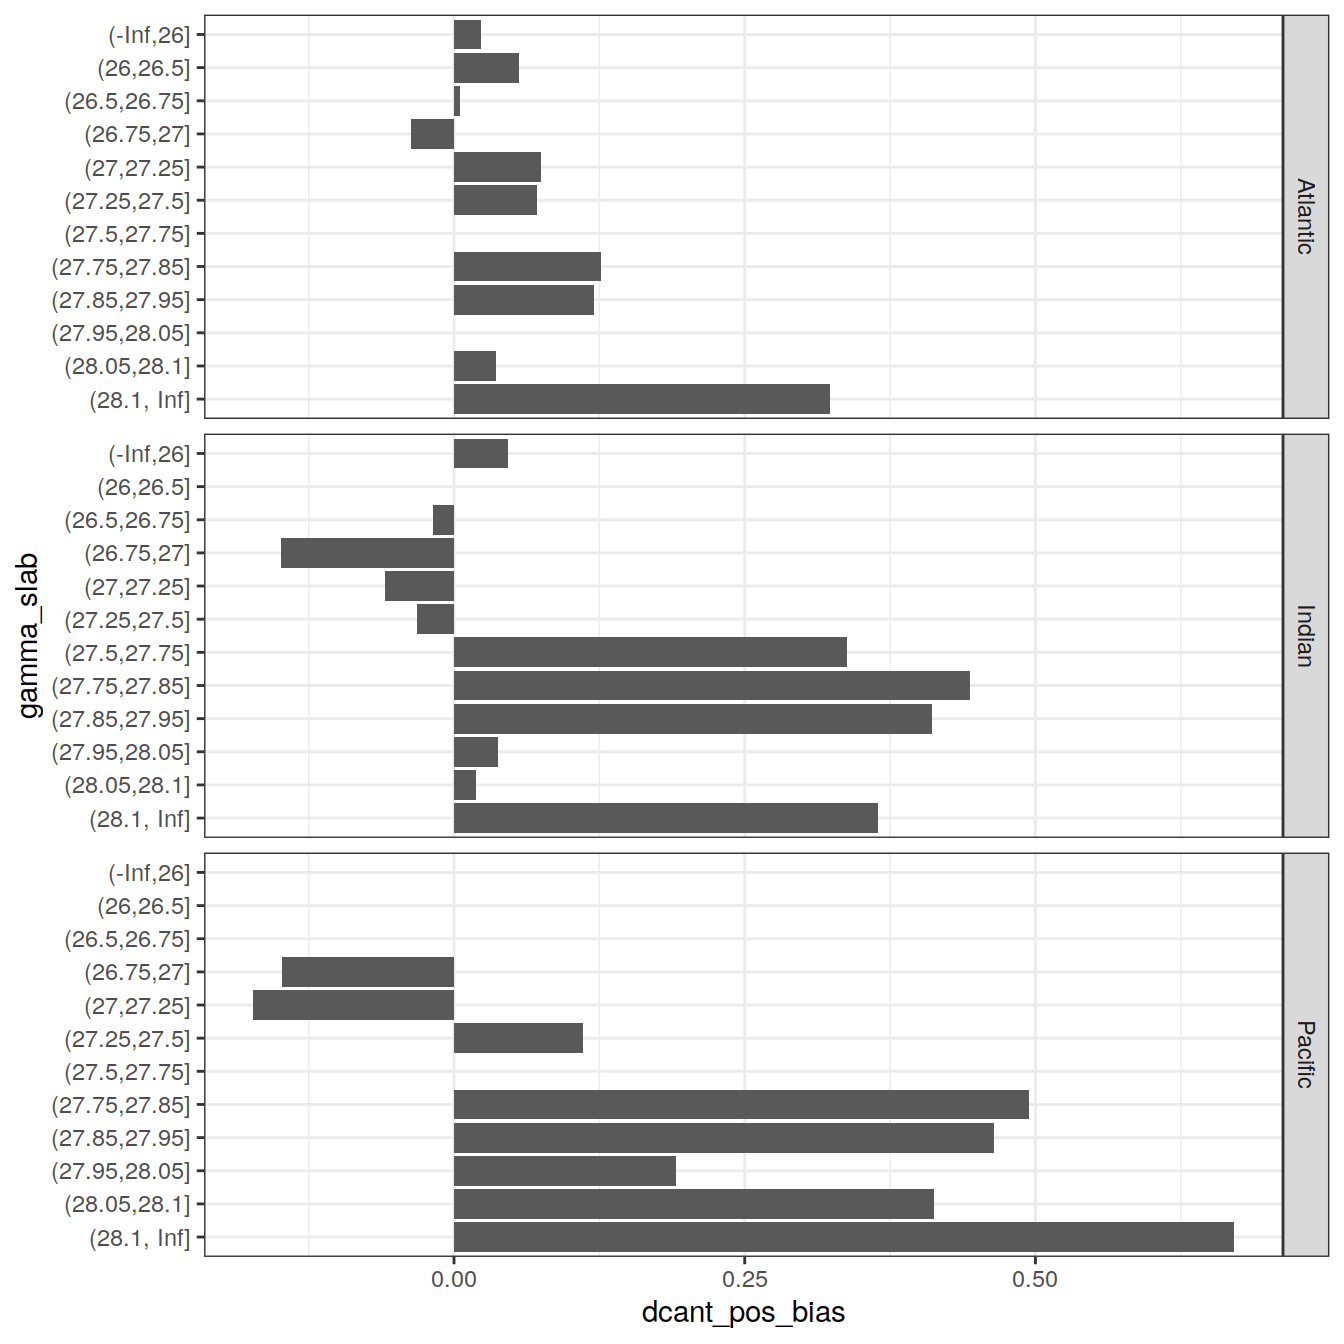 (-Inf,26]
(26,26.5]
(26.5,26.75]
(26.75,27]
(27,27.25]
(27.25,27.5]
(27.5,27.75]
(27.75,27.85]
(27.85,27.95]
(27.95,28.05]
(28.05,28.1]
(28.1, Inf]
Atlantic
(-Inf,26]
(26,26.5]
(26.5,26.75]
(26.75,27]
(27,27.25]
(27.25,27.5]
(27.5,27.75]
(27.75,27.85]
(27.85,27.95]
(27.95,28.05]
(28.05,28.1]
(28.1, Inf]
Indian
gamma_slab
(-Inf,26]
(26,26.5]
(26.5,26.75]
(26.75,27]
(27,27.25]
(27.25,27.5]
(27.5,27.75]
(27.75,27.85]
(27.85,27.95]
(27.95,28.05]
(28.05,28.1]
(28.1, Inf]
Pacific
0.00 0.25 0.50
dcant_pos_bias